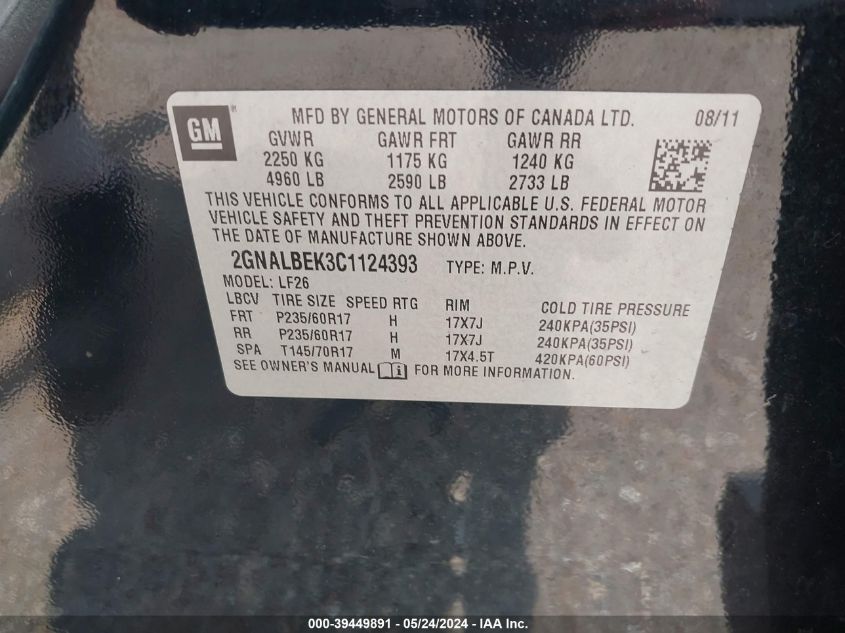 GM
MFD BY GENERAL MOTORS OF CANADA LTD. 08/11
GVWR GAWR FRT GAWR RR
2250 KG 1175 KG 1240 KG
4960 LB 2590 LB 2733 LB
THIS VEHICLE CONFORMS TO ALL APPLICABLE U.S. FEDERAL MOTOR
VEHICLE SAFETY AND THEFT PREVENTION STANDARDS IN EFFECT ON
THE DATE OF MANUFACTURE SHOWN ABOVE.
2GNALBEK3C1124393 TYPE: M.P.V.
MODEL: LF26
LBCV TIRE SIZE SPEED RTG RIM COLD TIRE PRESSURE
FRT P235/60R17 H 17X7J 240KPA(35PSI)
RR P235/60R17 H 17X7J 240KPA(35PSI)
SPA T145/70R17 M 17X4.5T 420KPA(60PSI)
SEE OWNER'S MANUAL i FOR MORE INFORMATION.
000-39449891 - 05/24/2024 - IAA Inc.